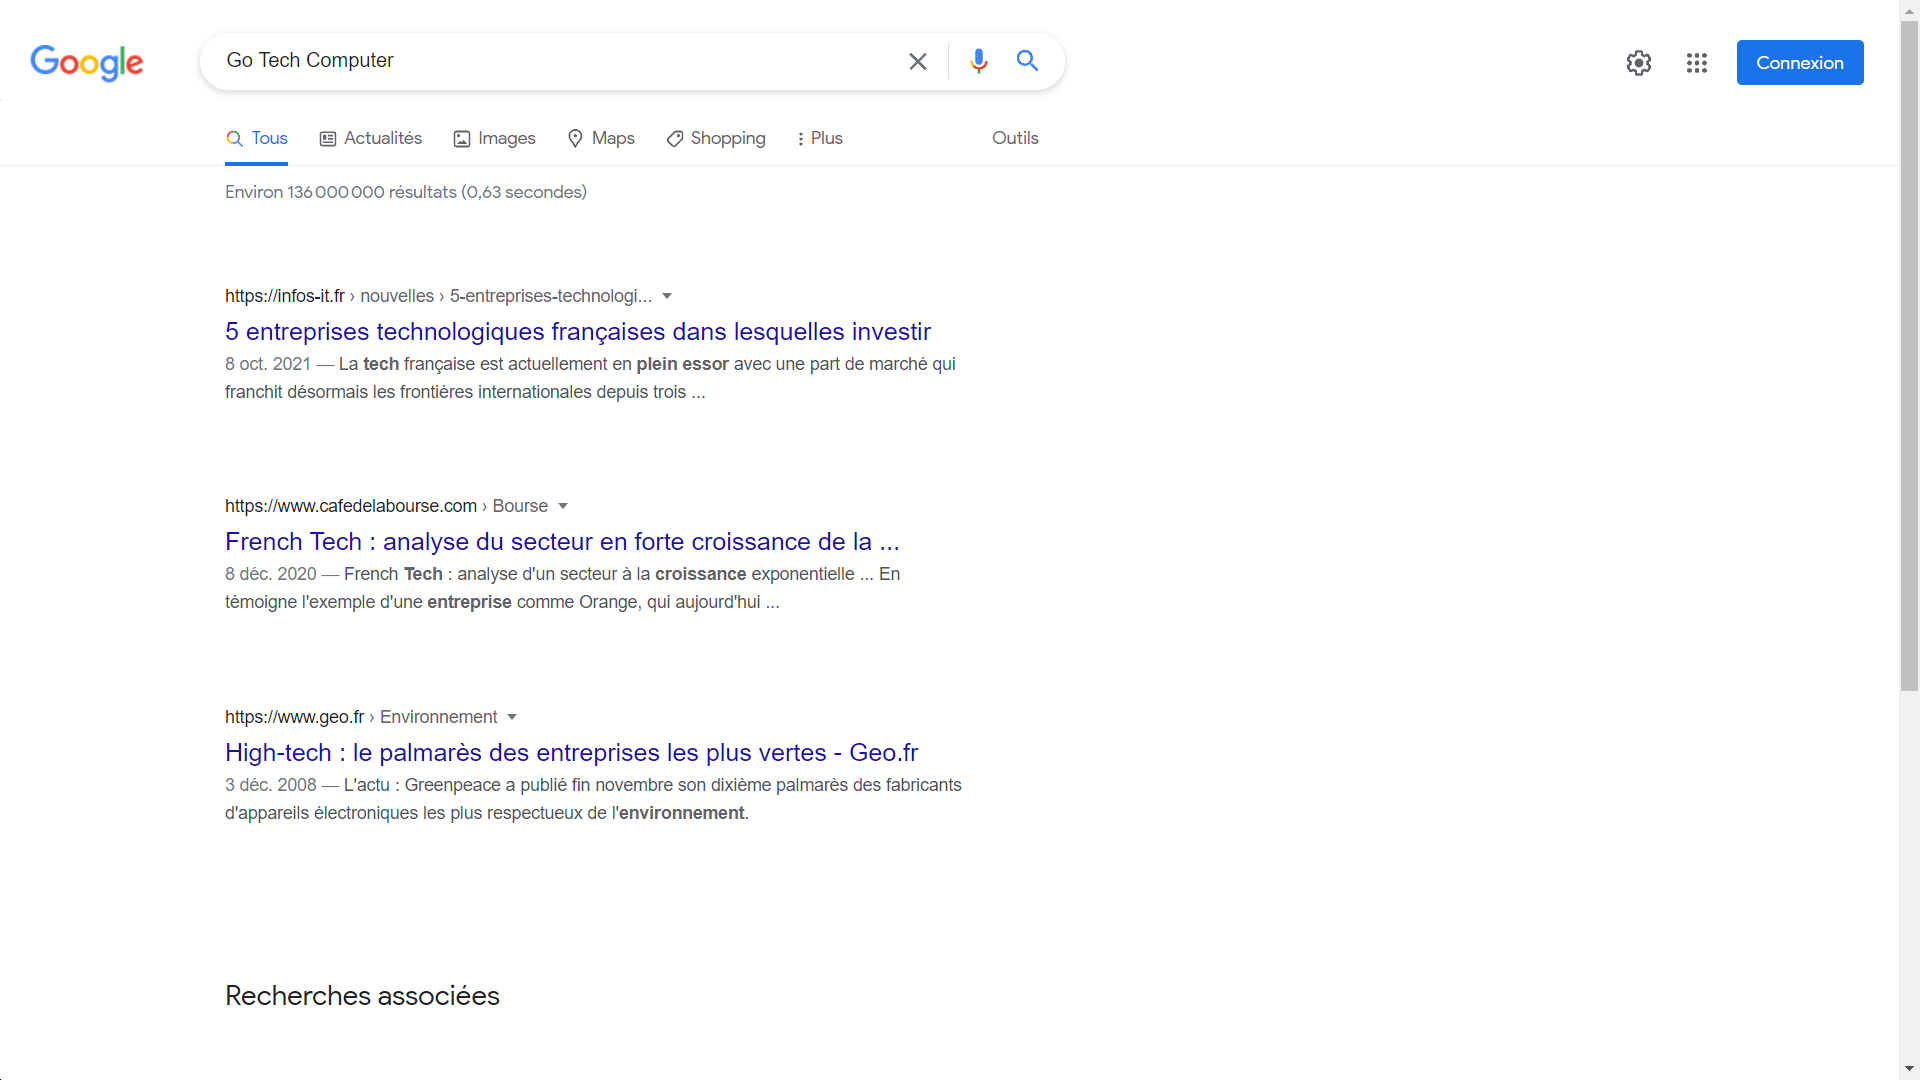 Google
Go Tech Computer
Connexion
Tous
Actualités
Images
Maps
Shopping
Plus
Outils
Environ 136 000 000 résultats (0,63 secondes)
https://infos-it.fr › nouvelles › 5-entreprises-technologi...
5 entreprises technologiques françaises dans lesquelles investir
8 oct. 2021 — La tech française est actuellement en plein essor avec une part de marché qui
franchit désormais les frontières internationales depuis trois ...
https://www.cafedelabourse.com › Bourse
French Tech : analyse du secteur en forte croissance de la ...
8 déc. 2020 — French Tech : analyse d'un secteur à la croissance exponentielle ... En
témoigne l'exemple d'une entreprise comme Orange, qui aujourd'hui ...
https://www.geo.fr › Environnement
High-tech : le palmarès des entreprises les plus vertes - Geo.fr
3 déc. 2008 — L'actu : Greenpeace a publié fin novembre son dixième palmarès des fabricants
d'appareils électroniques les plus respectueux de l'environnement.
Recherches associées